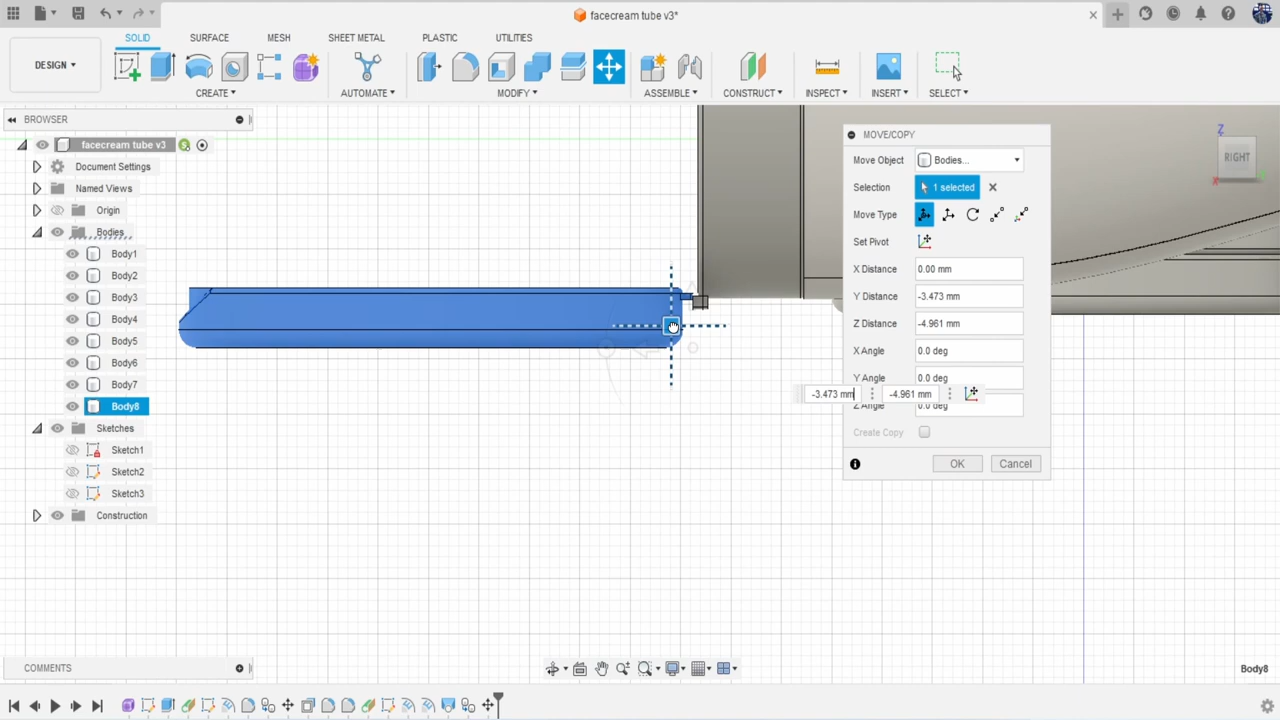 facecream tube v3*
SOLID SURFACE MESH SHEET METAL PLASTIC UTILITIES
DESIGN
CREATE AUTOMATE MODIFY ASSEMBLE CONSTRUCT INSPECT INSERT SELECT
BROWSER
facecream tube v3
Document Settings
Named Views
Origin
Bodies
Body1
Body2
Body3
Body4
Body5
Body6
Body7
Body8
Sketches
Sketch1
Sketch2
Sketch3
Construction
MOVE/COPY
Move Object Bodies...
Selection 1 selected
Move Type
Set Pivot
X Distance 0.00 mm
Y Distance -3.473 mm
Z Distance -4.961 mm
X Angle 0.0 deg
Y Angle 0.0 deg
-3.473 mm -4.961 mm
Z Angle 0.0 deg
Create Copy
OK Cancel
Z
RIGHT
X
Y
COMMENTS
Body8